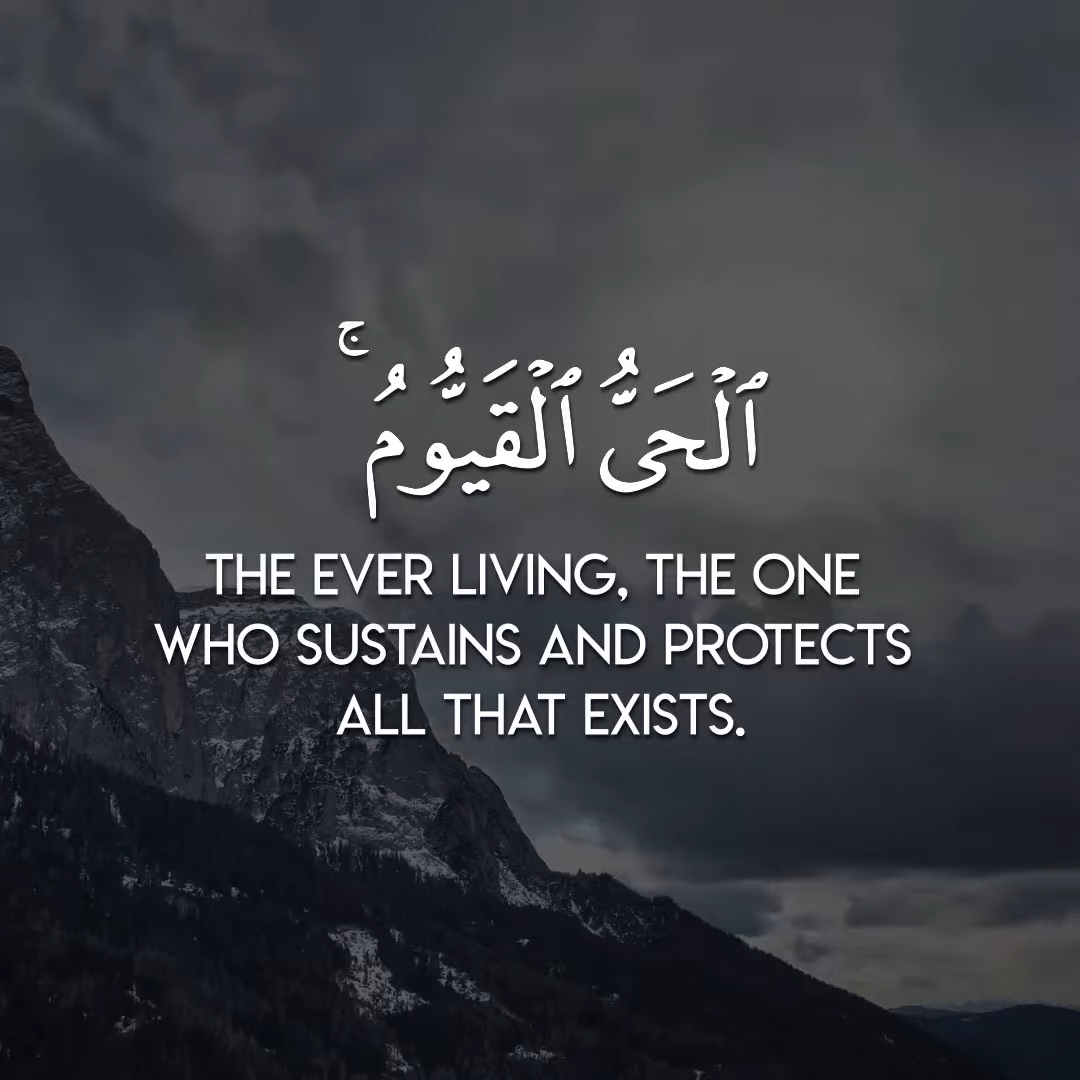 ٱلْحَىُّ ٱلْقَيُّومُ ۚ
THE EVER LIVING, THE ONE
WHO SUSTAINS AND PROTECTS
ALL THAT EXISTS.